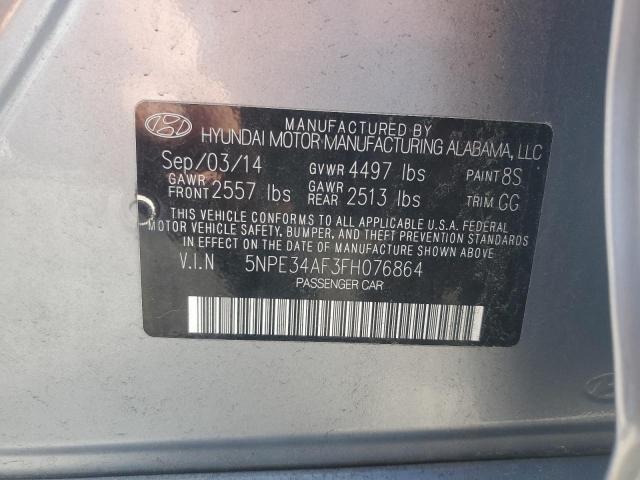 MANUFACTURED BY
HYUNDAI MOTOR MANUFACTURING ALABAMA, LLC
Sep/03/14 GVWR 4497 lbs PAINT 8S
GAWR FRONT 2557 lbs GAWR REAR 2513 lbs TRIM GG
THIS VEHICLE CONFORMS TO ALL APPLICABLE U.S.A. FEDERAL
MOTOR VEHICLE SAFETY, BUMPER, AND THEFT PREVENTION STANDARDS
IN EFFECT ON THE DATE OF MANUFACTURE SHOWN ABOVE.
V.I.N 5NPE34AF3FH076864
PASSENGER CAR